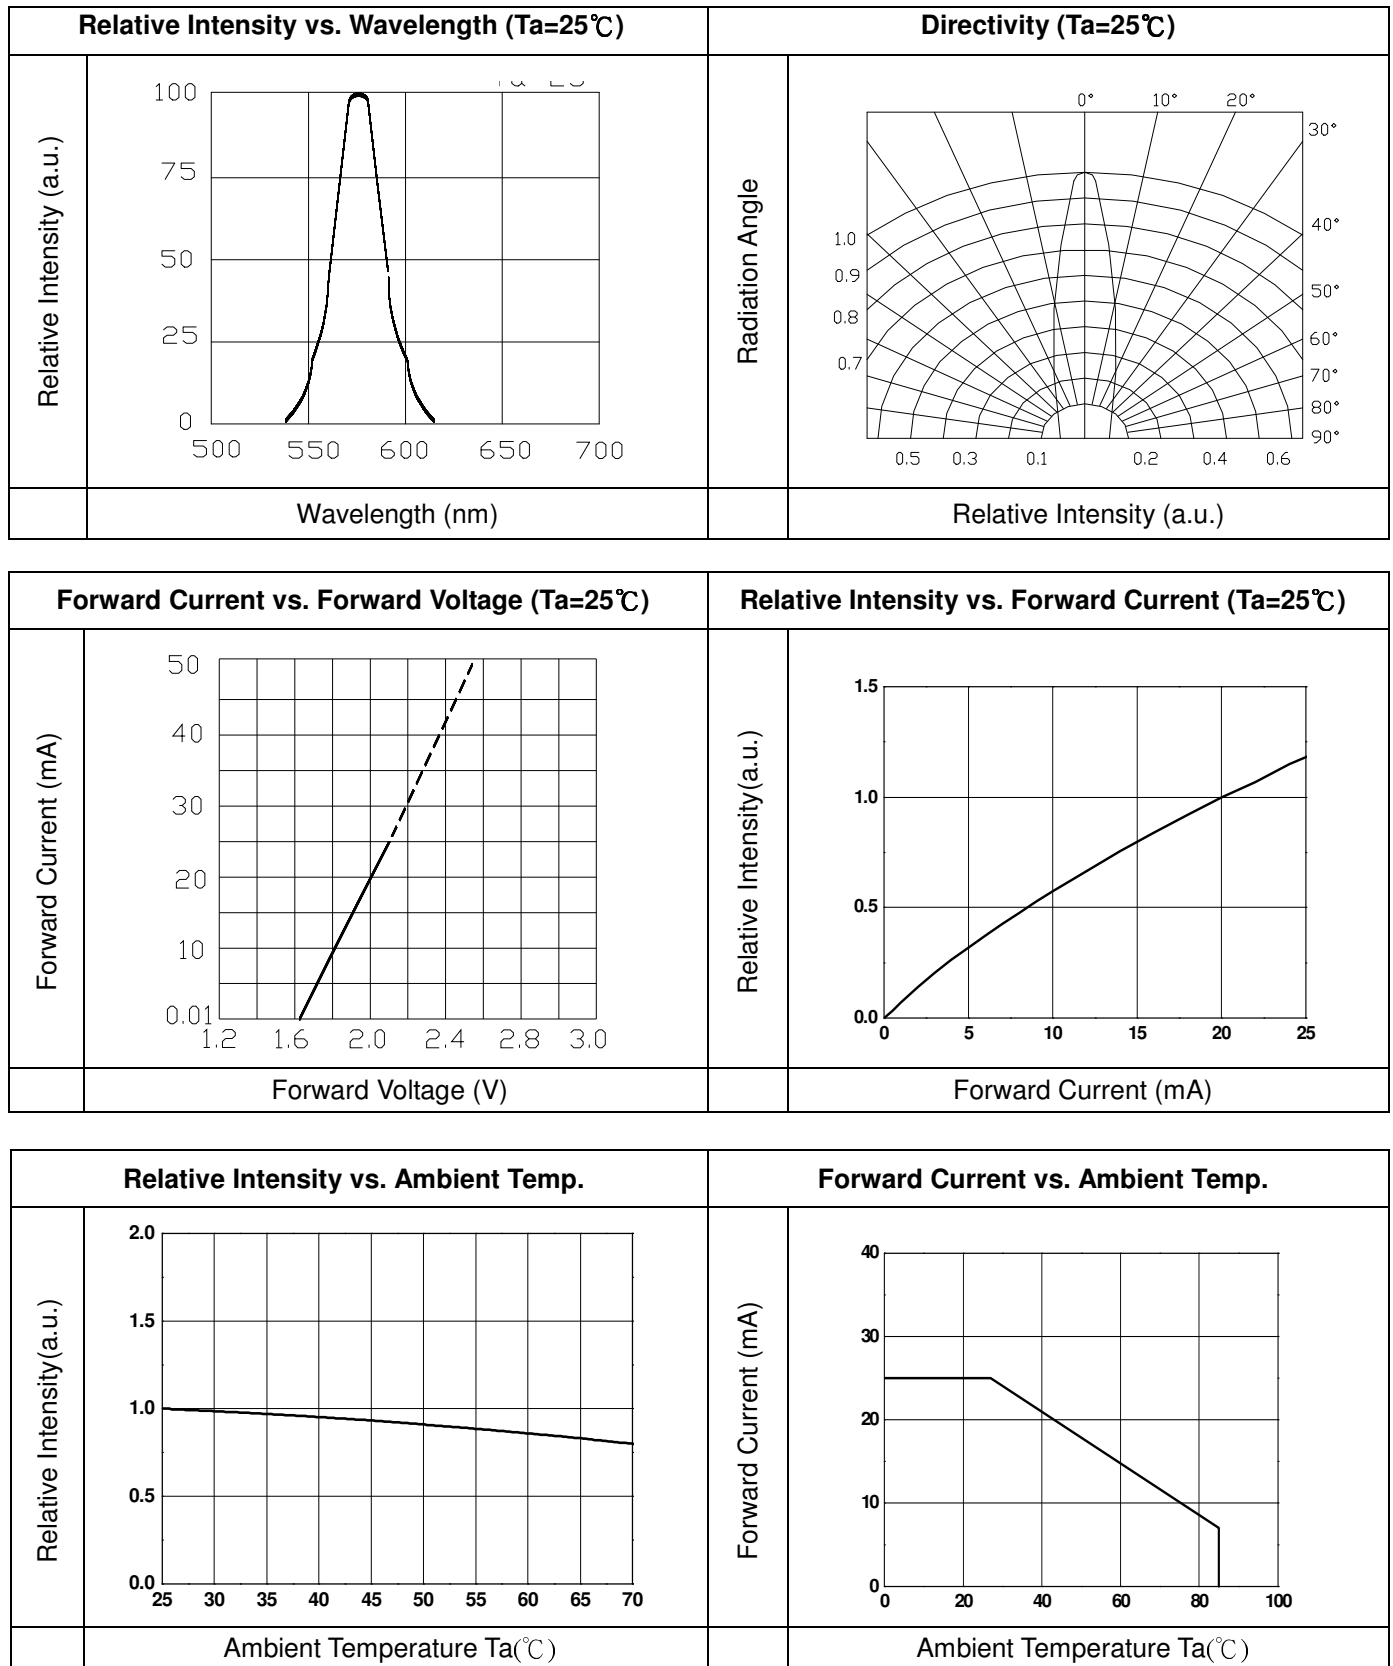 Relative Intensity vs. Wavelength (Ta=25℃)
Directivity (Ta=25℃)
Relative Intensity (a.u.)
100
75
50
25
0
500 550 600 650 700
Wavelength (nm)
Radiation Angle
0° 10° 20°
30°
40°
50°
60°
70°
80°
90°
1.0
0.9
0.8
0.7
0.5 0.3 0.1 0.2 0.4 0.6
Relative Intensity (a.u.)
Forward Current vs. Forward Voltage (Ta=25℃)
Relative Intensity vs. Forward Current (Ta=25℃)
Forward Current (mA)
50
40
30
20
10
0.01
1.2 1.6 2.0 2.4 2.8 3.0
Forward Voltage (V)
Relative Intensity(a.u.)
1.5
1.0
0.5
0.0
0 5 10 15 20 25
Forward Current (mA)
Relative Intensity vs. Ambient Temp.
Forward Current vs. Ambient Temp.
Relative Intensity(a.u.)
2.0
1.5
1.0
0.5
0.0
25 30 35 40 45 50 55 60 65 70
Ambient Temperature Ta(℃)
Forward Current (mA)
40
30
20
10
0
0 20 40 60 80 100
Ambient Temperature Ta(℃)